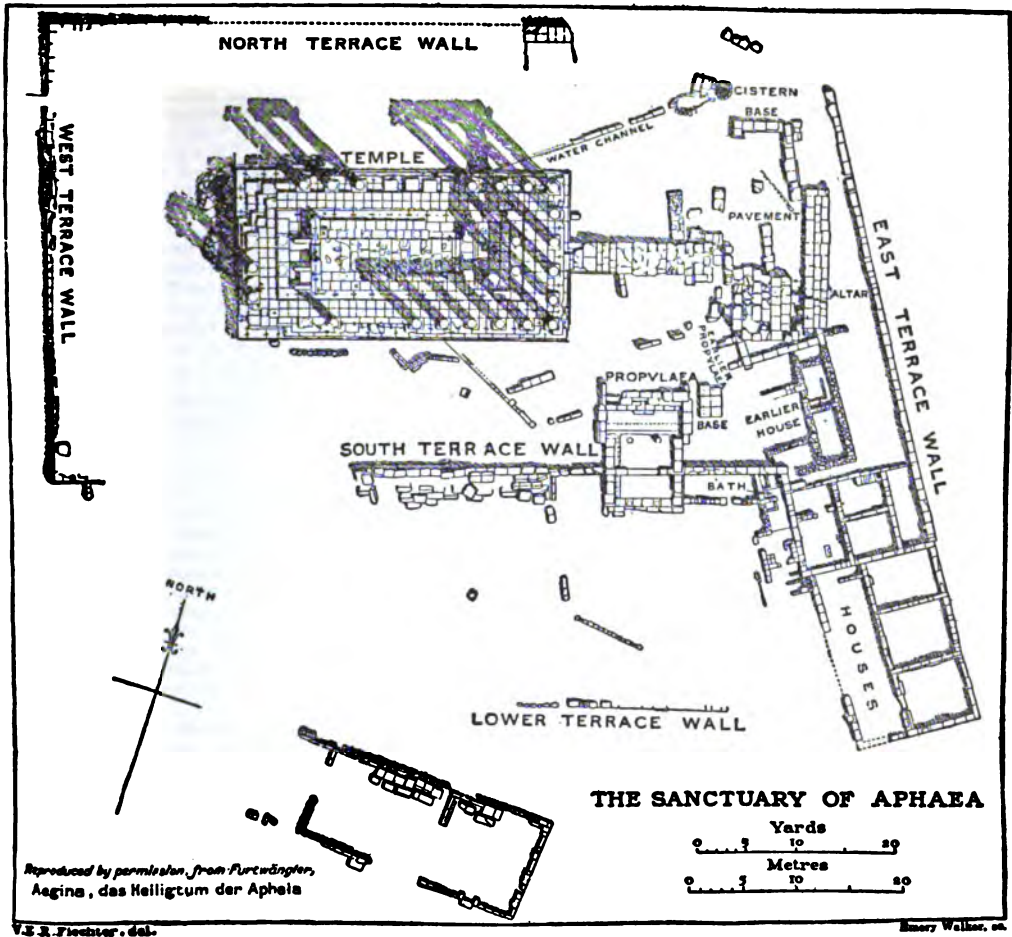 NORTH TERRACE WALL
WEST TERRACE WALL
CISTERN
BASE
WATER CHANNEL
TEMPLE
PAVEMENT
EAST TERRACE WALL
ALTAR
EARLIER
PROPYLAEA
PROPYLAEA
BASE
EARLIER
HOUSE
SOUTH TERRACE WALL
BATH
NORTH
HOUSES
LOWER TERRACE WALL
THE SANCTUARY OF APHAEA
Yards
0 5 10 20
Metres
0 5 10 20
Reproduced by permission, from Furtwängler,
Aegina, das Heiligtum der Aphaia
V.E.R. Fiechter. del.
Emery Walker, sc.